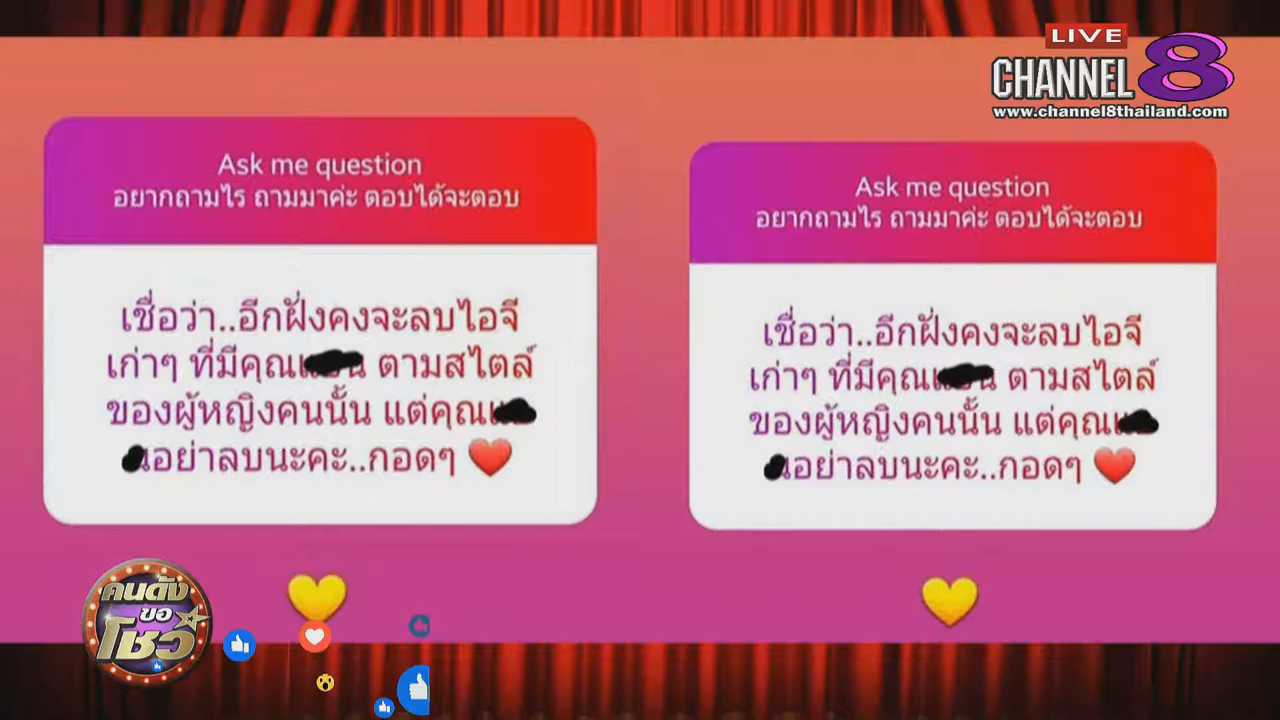 LIVE
CHANNEL 8
www.channel8thailand.com
Ask me question
อยากถามไร ถามมาค่ะ ตอบได้จะตอบ
เชื่อว่า..อีกฝั่งคงจะลบไอจี
เก่าๆ ที่มีคุณ ตามสไตล์
ของผู้หญิงคนนั้น แต่คุณ
อย่าลบนะคะ..กอดๆ ❤️
💛
Ask me question
อยากถามไร ถามมาค่ะ ตอบได้จะตอบ
เชื่อว่า..อีกฝั่งคงจะลบไอจี
เก่าๆ ที่มีคุณ ตามสไตล์
ของผู้หญิงคนนั้น แต่คุณ
อย่าลบนะคะ..กอดๆ ❤️
💛
คนดัง
ขอ
โชว์